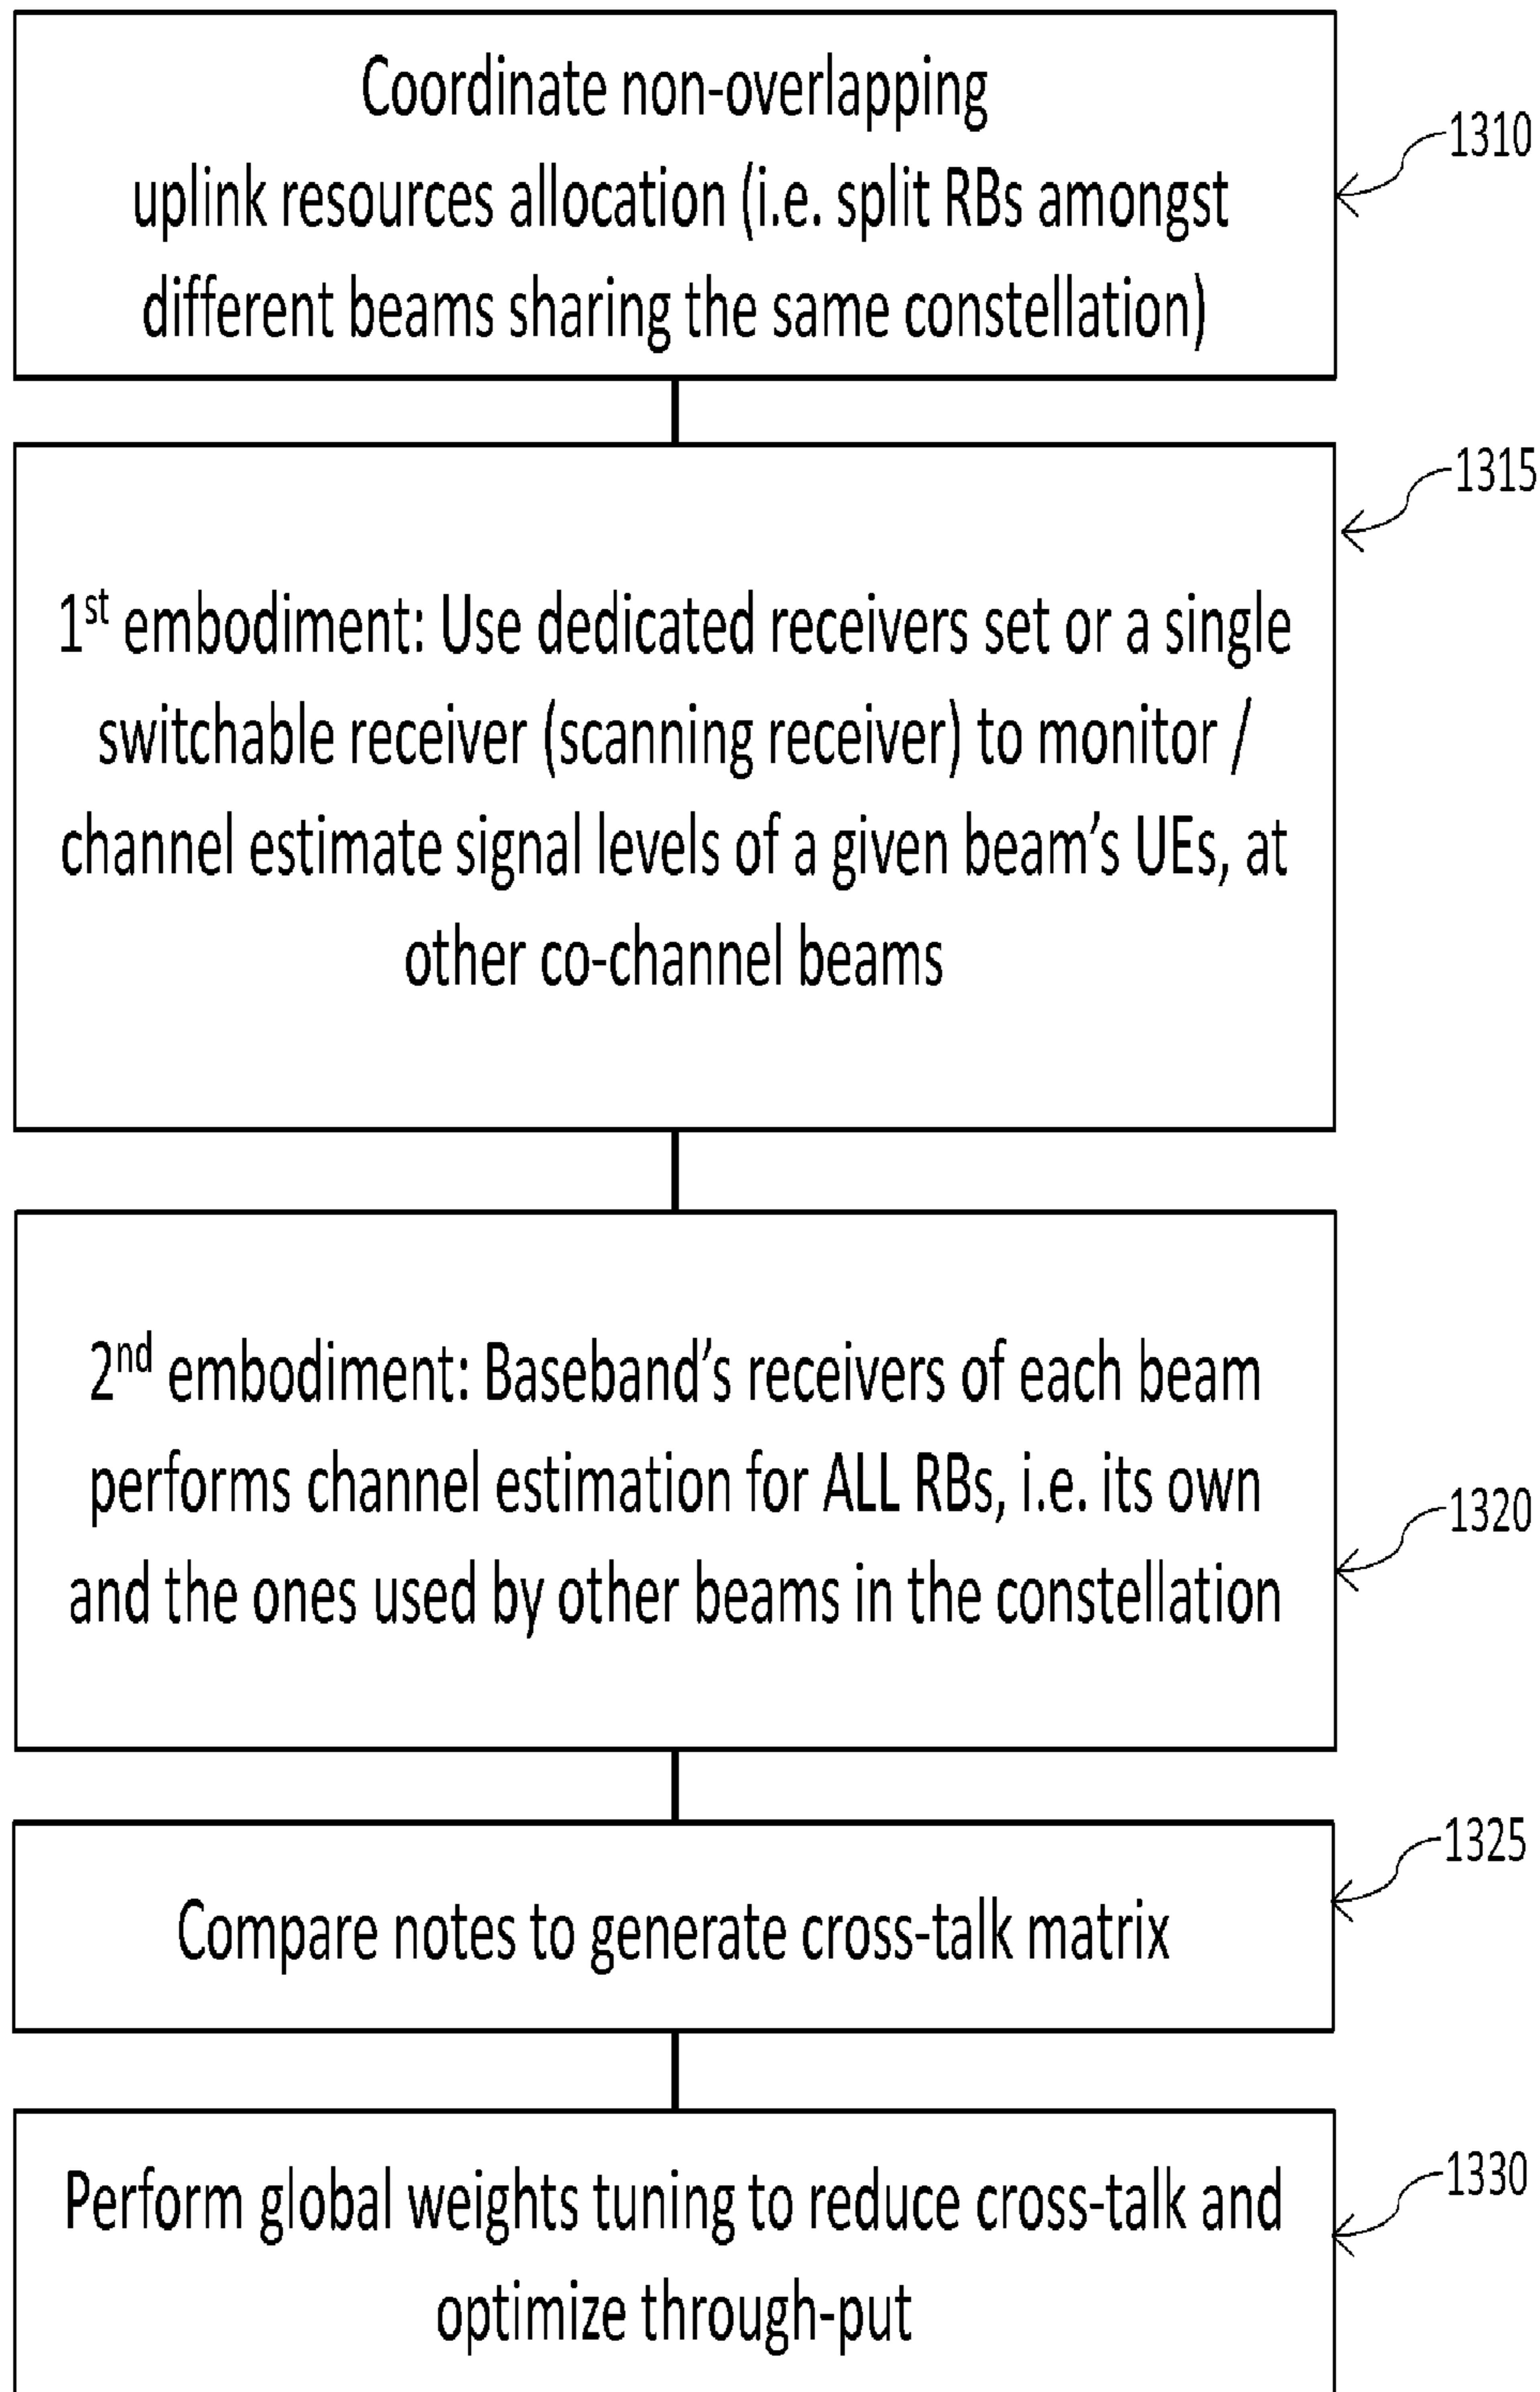 Coordinate non-overlapping
uplink resources allocation (i.e. split RBs amongst
different beams sharing the same constellation)
1310
1315
1st embodiment: Use dedicated receivers set or a single
switchable receiver (scanning receiver) to monitor /
channel estimate signal levels of a given beam’s UEs, at
other co-channel beams
2nd embodiment: Baseband’s receivers of each beam
performs channel estimation for ALL RBs, i.e. its own
and the ones used by other beams in the constellation
1320
1325
Compare notes to generate cross-talk matrix
1330
Perform global weights tuning to reduce cross-talk and
optimize through-put